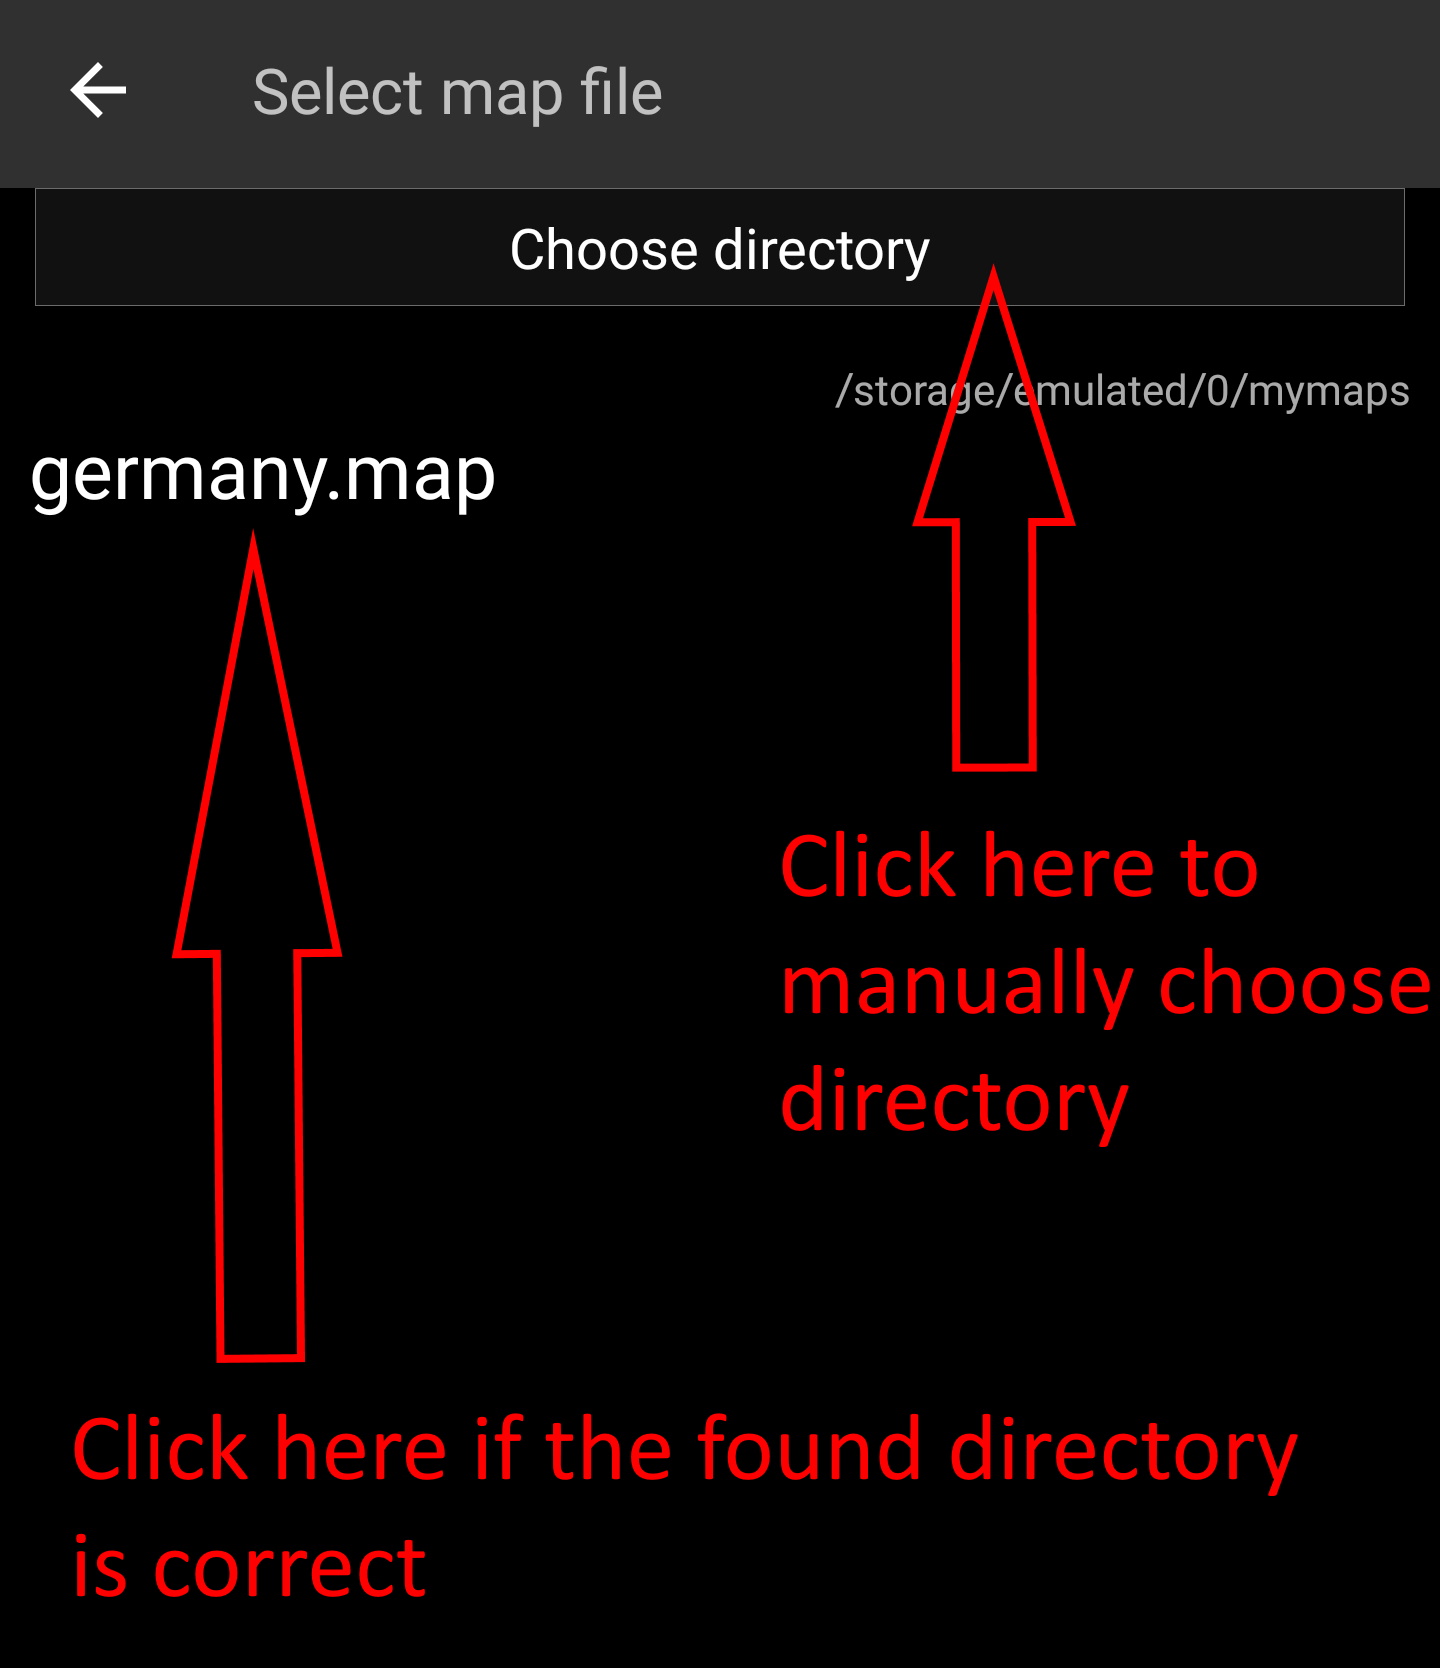 Select map file
Choose directory
/storage/emulated/0/mymaps
germany.map
Click here to
manually choose
directory
Click here if the found directory
is correct